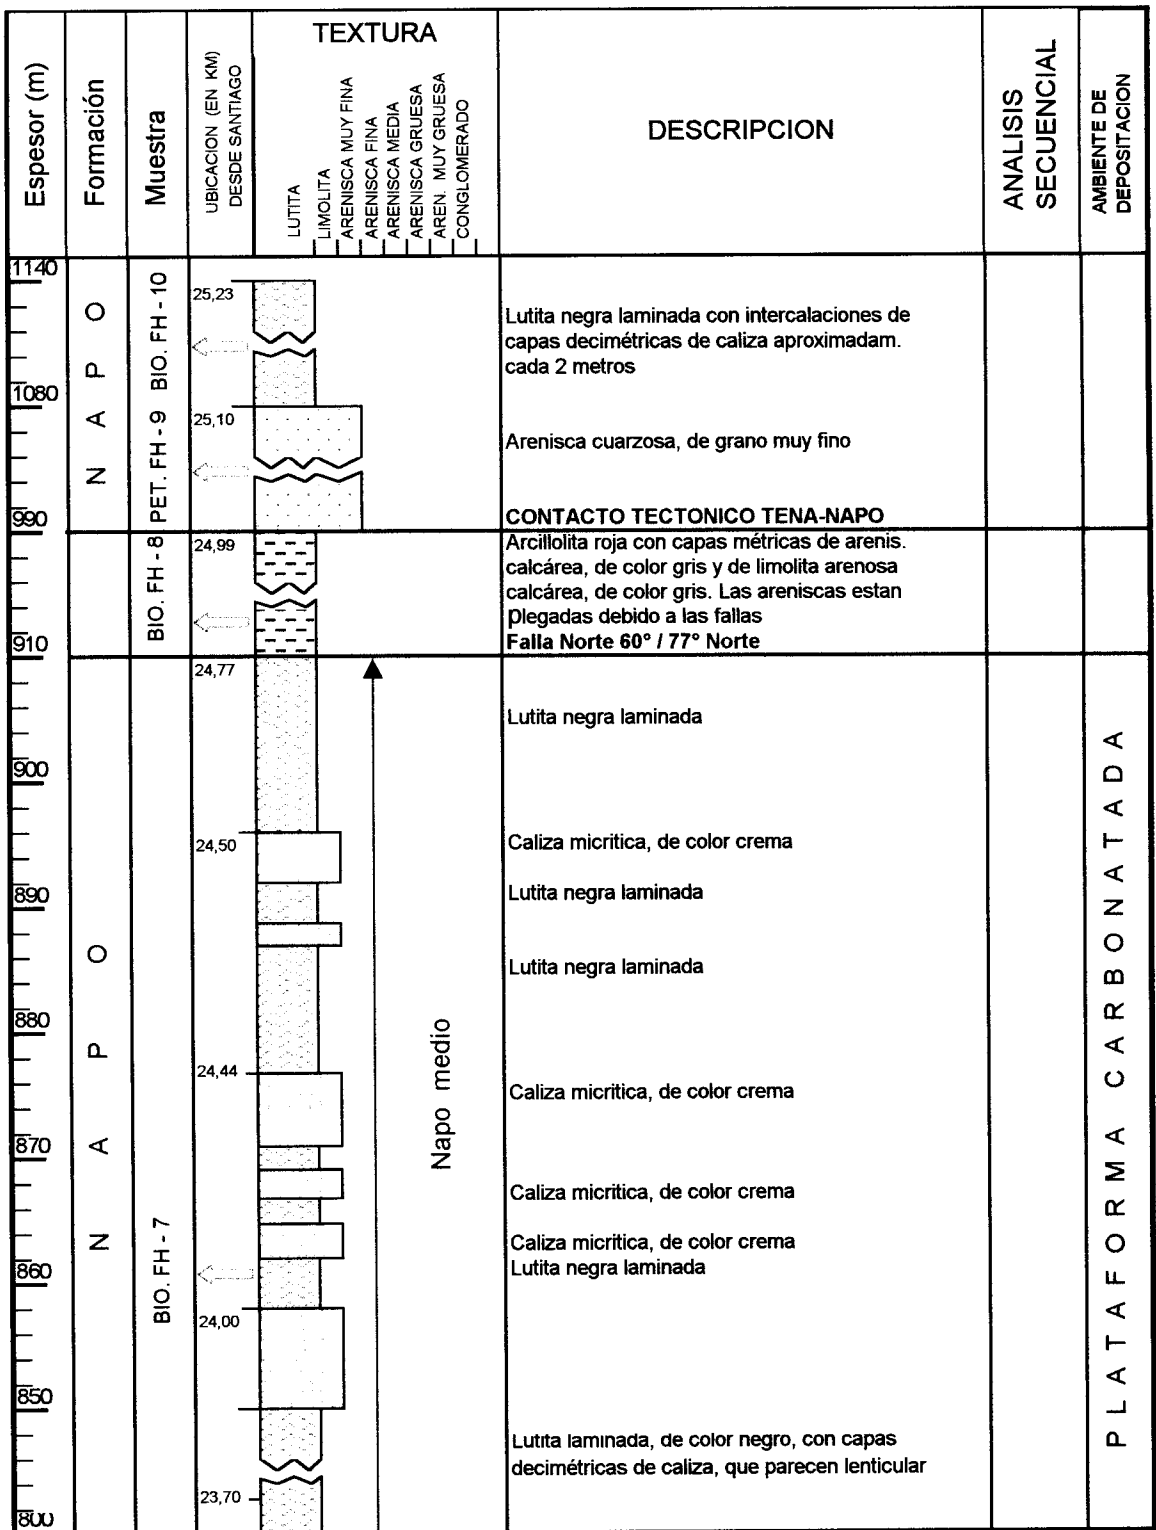 Espesor (m)
Formación
Muestra
UBICACION (EN KM)
DESDE SANTIAGO
TEXTURA
LUTITA
LIMOLITA
ARENISCA MUY FINA
ARENISCA FINA
ARENISCA MEDIA
ARENISCA GRUESA
AREN. MUY GRUESA
CONGLOMERADO
DESCRIPCION
ANALISIS
SECUENCIAL
AMBIENTE DE
DEPOSITACION
1140
1080
990
910
900
890
880
870
860
850
800
NAPO
NAPO
BIO. FH - 10
PET. FH - 9
BIO. FH - 8
BIO. FH - 7
25,23
25,10
24,99
24,77
24,50
24,44
24,00
23,70
Napo medio
Lutita negra laminada con intercalaciones de
capas decimétricas de caliza aproximadam.
cada 2 metros
Arenisca cuarzosa, de grano muy fino
CONTACTO TECTONICO TENA-NAPO
Arcillolita roja con capas métricas de arenis.
calcárea, de color gris y de limolita arenosa
calcárea, de color gris. Las areniscas estan
plegadas debido a las fallas
Falla Norte 60° / 77° Norte
Lutita negra laminada
Caliza micritica, de color crema
Lutita negra laminada
Lutita negra laminada
Caliza micritica, de color crema
Caliza micritica, de color crema
Caliza micritica, de color crema
Lutita negra laminada
Lutita laminada, de color negro, con capas
decimétricas de caliza, que parecen lenticular
PLATAFORMA CARBONATADA